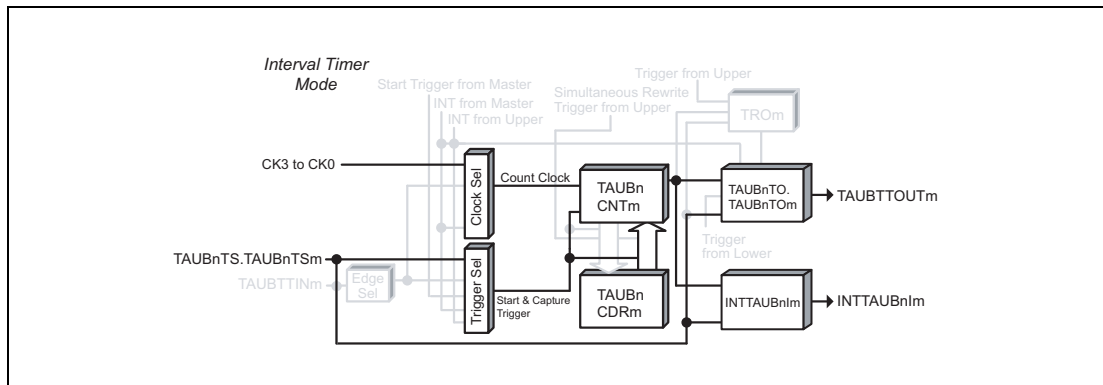 Interval Timer
Mode
Start Trigger from Master
INT from Master
INT from Upper
Simultaneous Rewrite
Trigger from Upper
Trigger from Upper
TROm
CK3 to CK0
Clock Sel
Count Clock
TAUBn
CNTm
TAUBnTO.
TAUBnTOm
TAUBTTOUTm
Trigger
from Lower
TAUBnTS.TAUBnTSm
TAUBTTINm
Edge
Sel
Trigger Sel
Start & Capture
Trigger
TAUBn
CDRm
INTTAUBnIm
INTTAUBnIm